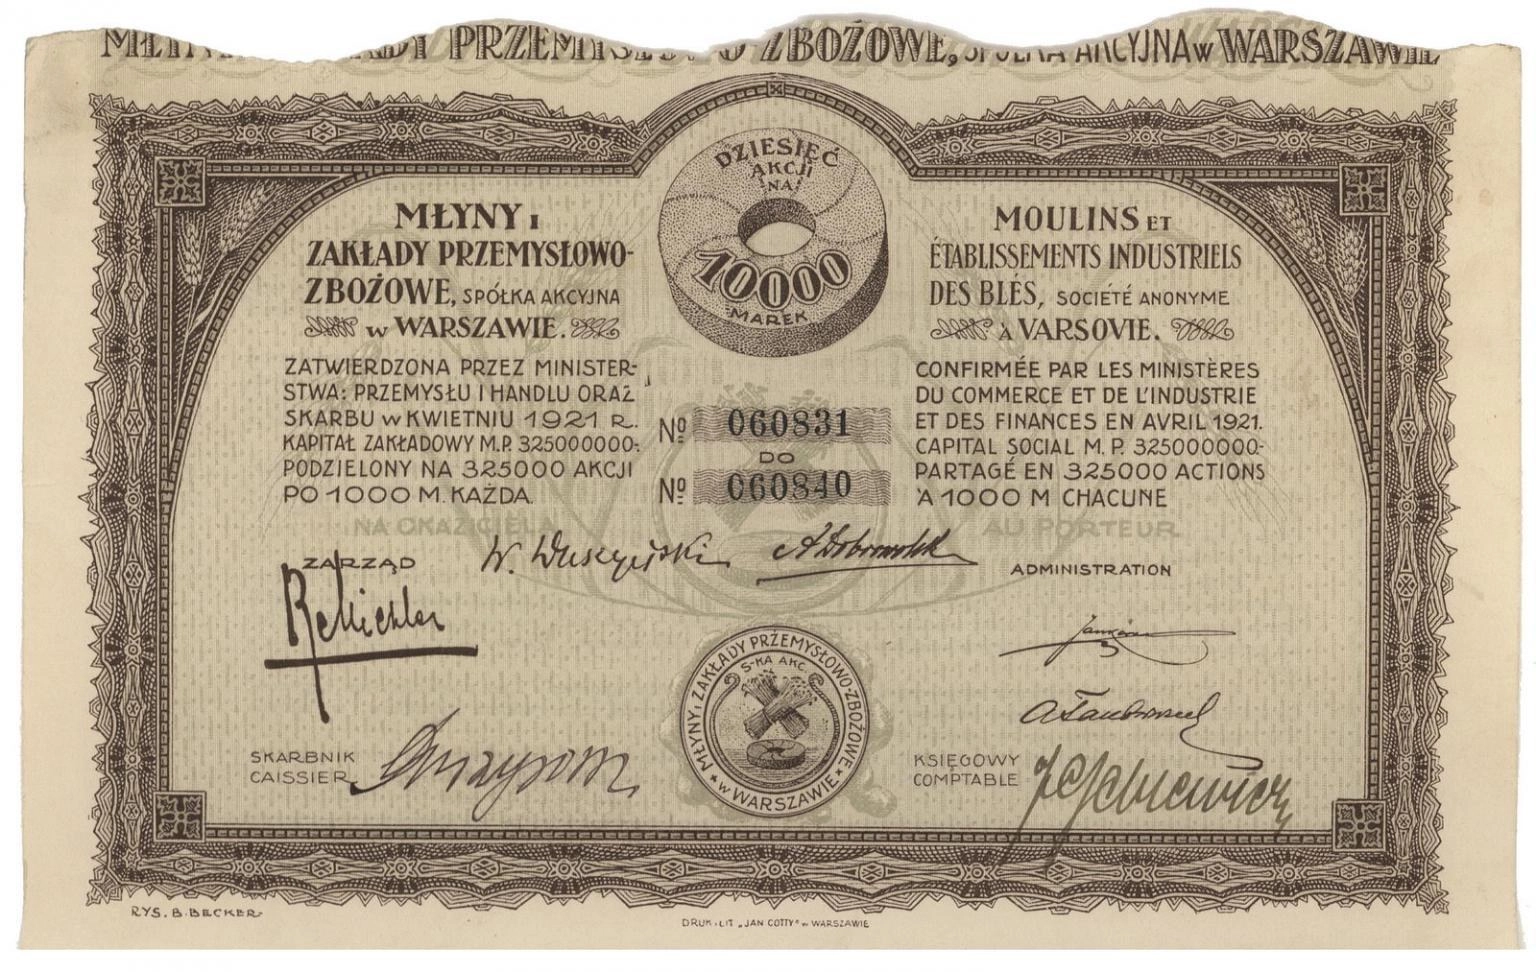 MŁYNY I ZAKŁADY PRZEMYSŁOWO-ZBOŻOWE, SPÓŁKA AKCYJNA w WARSZAWIE
DZIESIĘĆ
AKCJI
NA
10000
MAREK
MŁYNY I
ZAKŁADY PRZEMYSŁOWO-
ZBOŻOWE, SPÓŁKA AKCYJNA
w WARSZAWIE.
ZATWIERDZONA PRZEZ MINISTER-
STWA: PRZEMYSŁU I HANDLU ORAZ
SKARBU w KWIETNIU 1921 R.
KAPITAŁ ZAKŁADOWY M.P. 325000000-
PODZIELONY NA 325000 AKCJI
PO 1000 M. KAŻDA.
NA OKAZICIELA
MOULINS ET
ÉTABLISSEMENTS INDUSTRIELS
DES BLÉS, SOCIÉTÉ ANONYME
À VARSOVIE.
CONFIRMÉE PAR LES MINISTÈRES
DU COMMERCE ET DE L'INDUSTRIE
ET DES FINANCES EN AVRIL 1921.
CAPITAL SOCIAL M. P. 325000000-
PARTAGÉ EN 325000 ACTIONS
À 1000 M CHACUNE
AU PORTEUR
No 060831
DO
No 060840
ZARZĄD
ADMINISTRATION
MŁYNY I ZAKŁADY PRZEMYSŁOWO-ZBOŻOWE
S-KA AKC.
w WARSZAWIE
SKARBNIK
CAISSIER
KSIĘGOWY
COMPTABLE
RYS. B. BECKER
DRUK. LIT „JAN COTTY" w WARSZAWIE